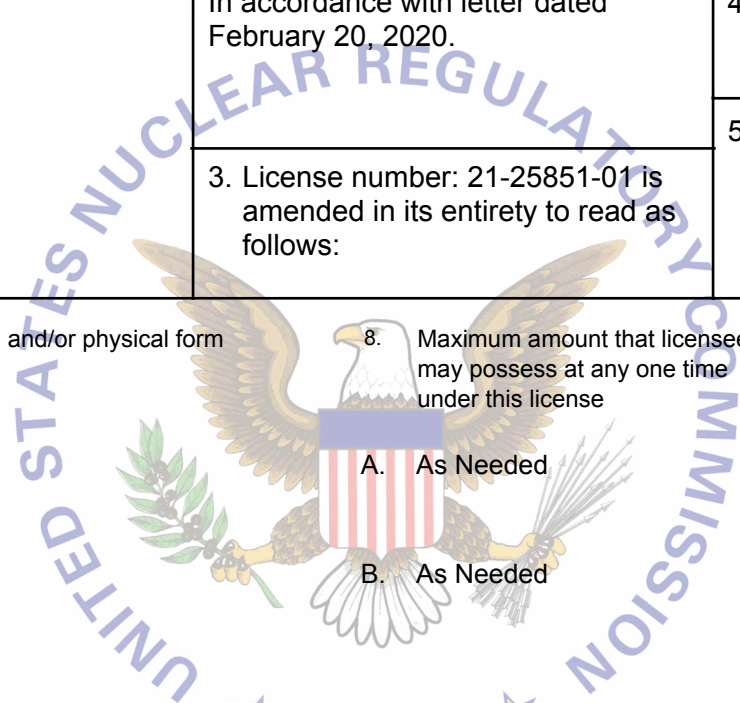 In accordance with letter dated
February 20, 2020.
4
5
3. License number: 21-25851-01 is
amended in its entirety to read as
follows:
and/or physical form
8. Maximum amount that licensee
may possess at any one time
under this license
A. As Needed
B. As Needed
UNITED STATES NUCLEAR REGULATORY COMMISSION